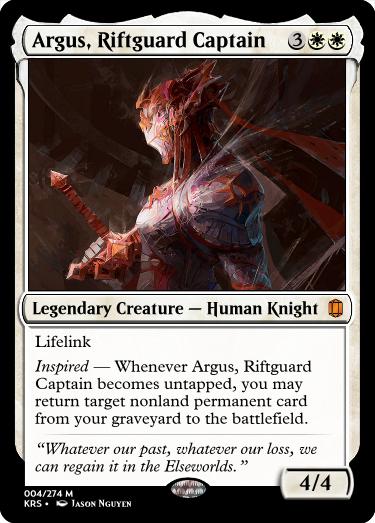 Argus, Riftguard Captain 3
Legendary Creature — Human Knight
Lifelink
Inspired — Whenever Argus, Riftguard
Captain becomes untapped, you may
return target nonland permanent card
from your graveyard to the battlefield.
“Whatever our past, whatever our loss, we
can regain it in the Elseworlds.”
4/4
004/274 M
KRS • Jason Nguyen